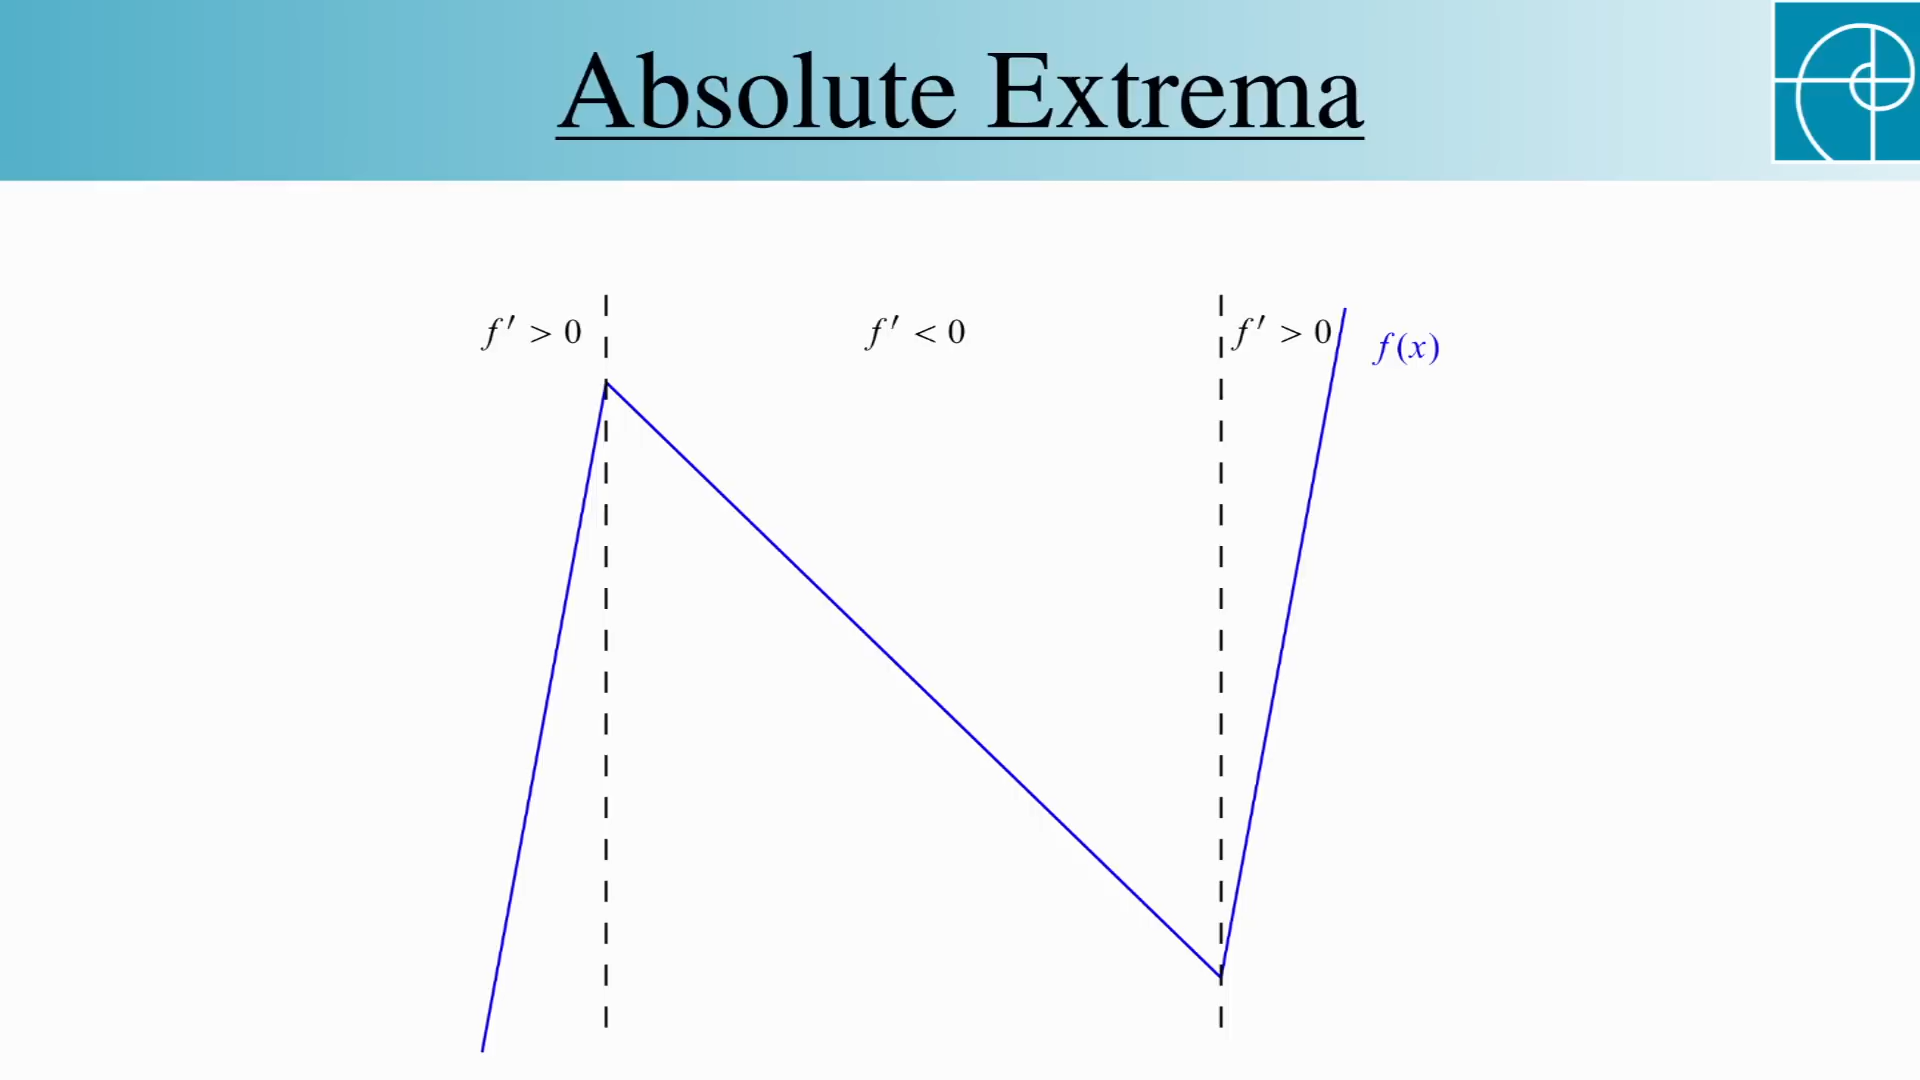 Absolute Extrema
f′ > 0
f′ < 0
f′ > 0
f(x)